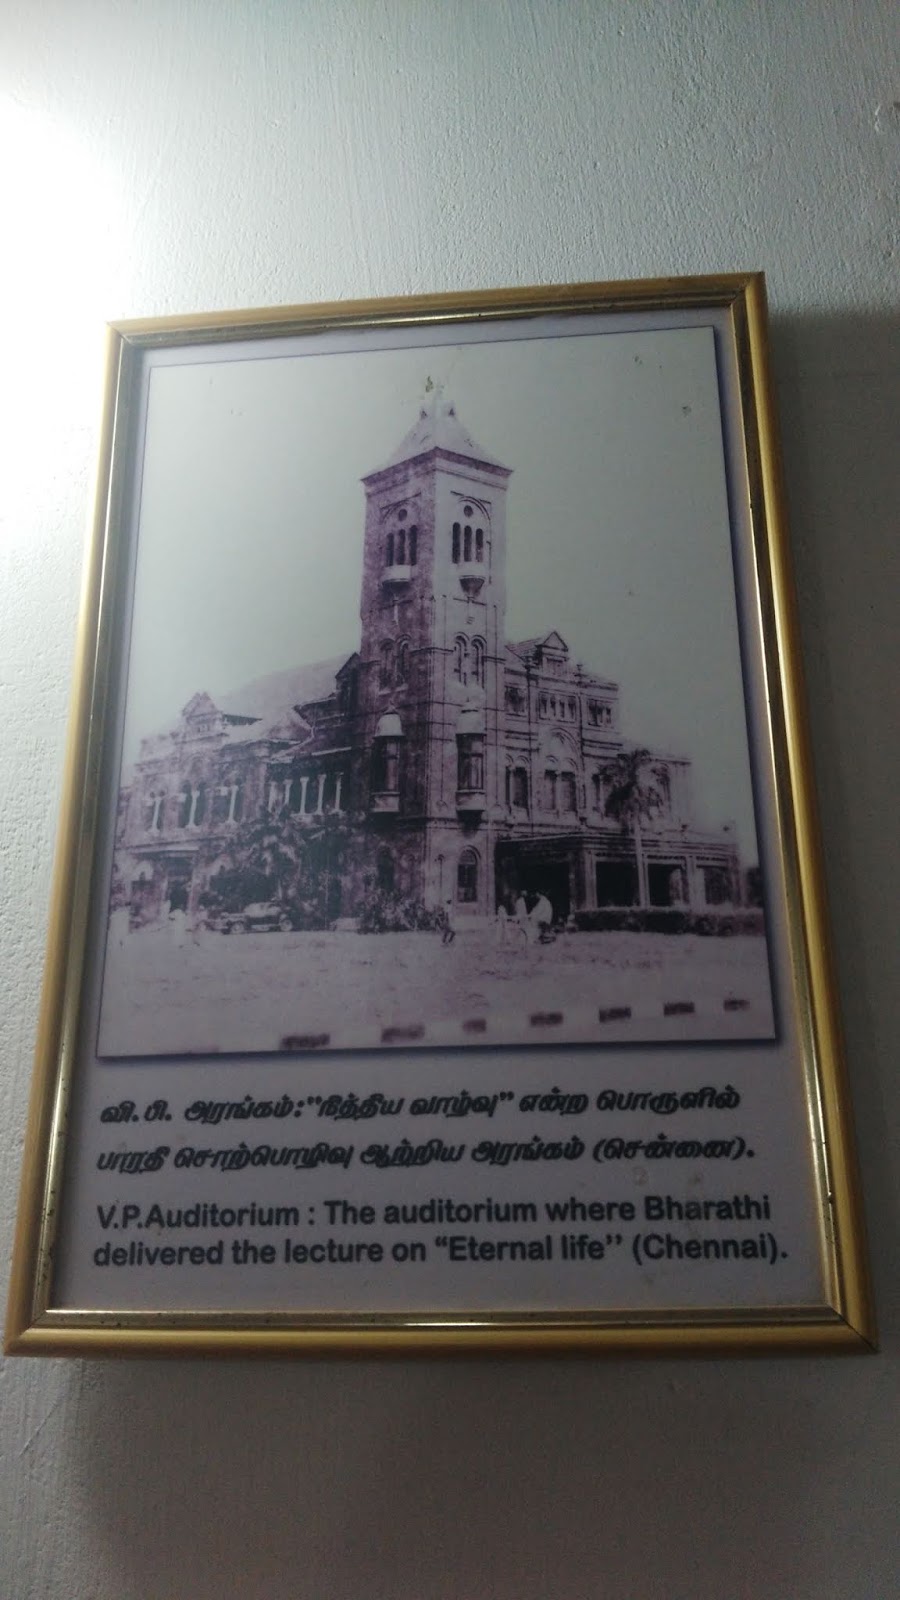 வி. பி. அரங்கம்:"நித்திய வாழ்வு" என்ற பொருளில்
பாரதி சொற்பொழிவு ஆற்றிய அரங்கம் (சென்னை).
V.P.Auditorium : The auditorium where Bharathi
delivered the lecture on “Eternal life’’ (Chennai).